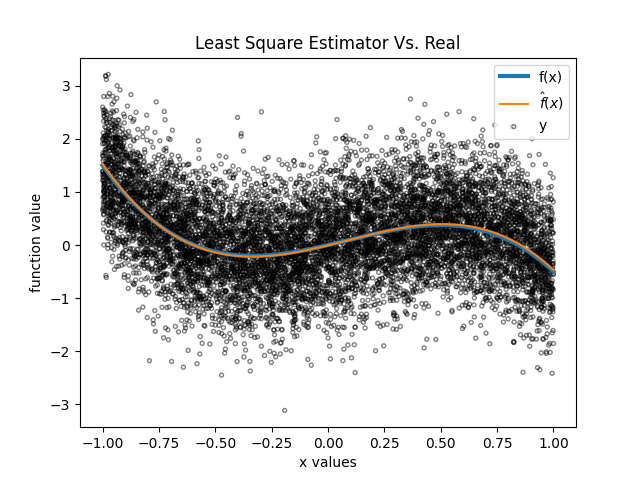 Least Square Estimator Vs. Real
f(x)
f̂(x)
y
function value
3
2
1
0
−1
−2
−3
−1.00 −0.75 −0.50 −0.25 0.00 0.25 0.50 0.75 1.00
x values